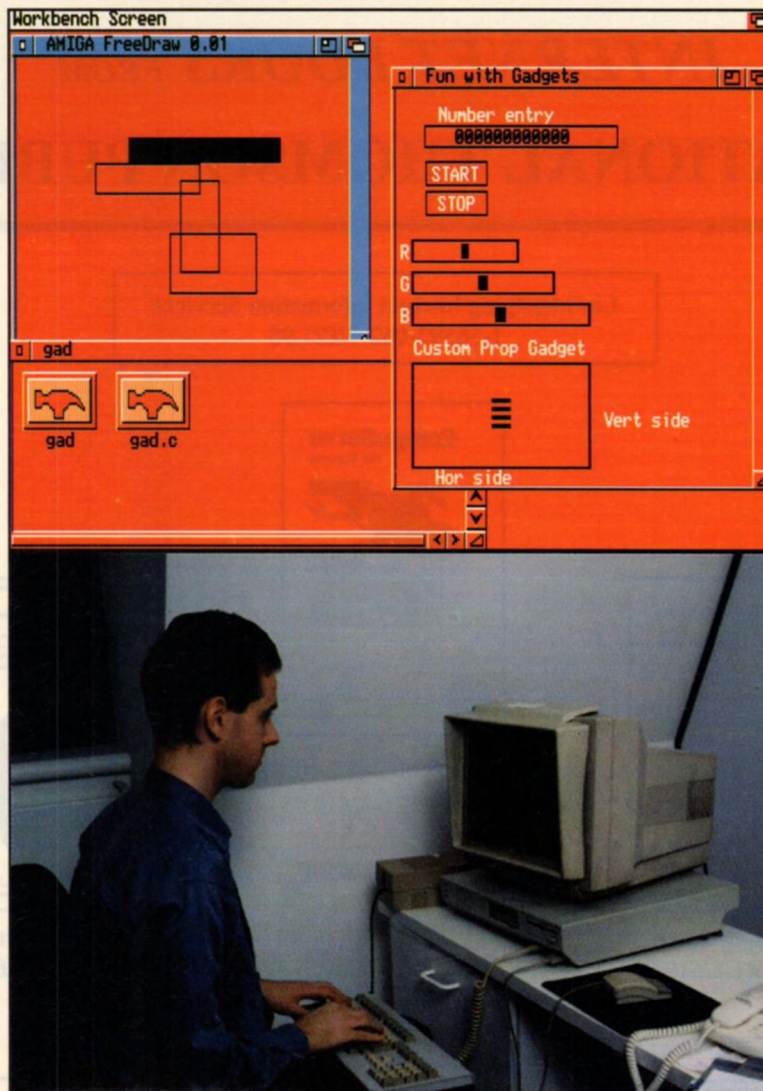 Workbench Screen
AMIGA FreeDraw 0.01
Fun with Gadgets
Number entry
000000000000
START
STOP
R
G
B
Custom Prop Gadget
Vert side
Hor side
gad
gad
gad.c